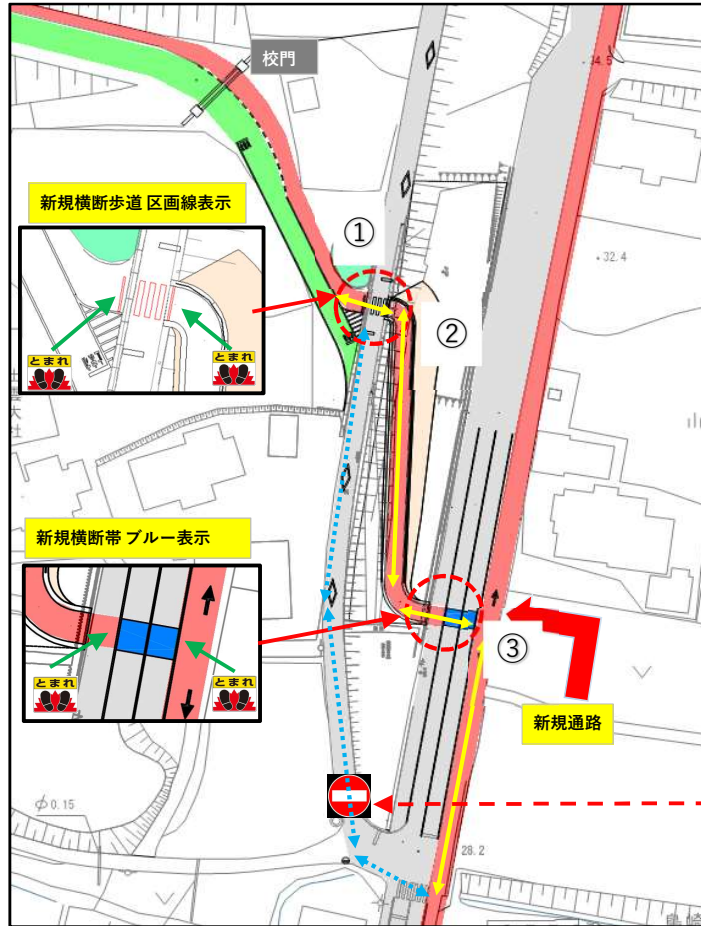 校門
34.5
新規横断歩道 区画線表示
①
32.4
とまれ
とまれ
②
新規横断帯 ブルー表示
とまれ
とまれ
③
新規通路
0.15
28.2